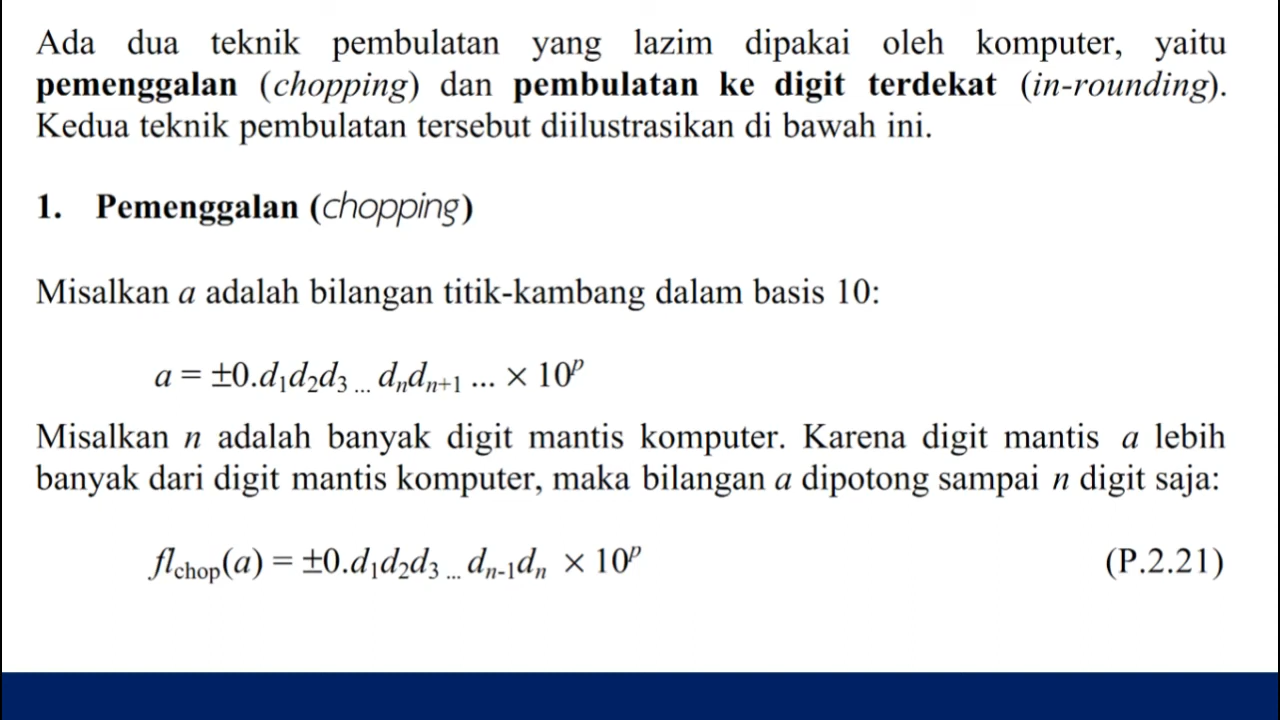 Ada dua teknik pembulatan yang lazim dipakai oleh komputer, yaitu
pemenggalan (chopping) dan pembulatan ke digit terdekat (in-rounding).
Kedua teknik pembulatan tersebut diilustrasikan di bawah ini.
1. Pemenggalan (chopping)
Misalkan a adalah bilangan titik-kambang dalam basis 10:
a = ±0.d₁d₂d₃ ... dₙdₙ₊₁ ... × 10ᵖ
Misalkan n adalah banyak digit mantis komputer. Karena digit mantis a lebih
banyak dari digit mantis komputer, maka bilangan a dipotong sampai n digit saja:
fl_chop(a) = ±0.d₁d₂d₃ ... dₙ₋₁dₙ × 10ᵖ (P.2.21)